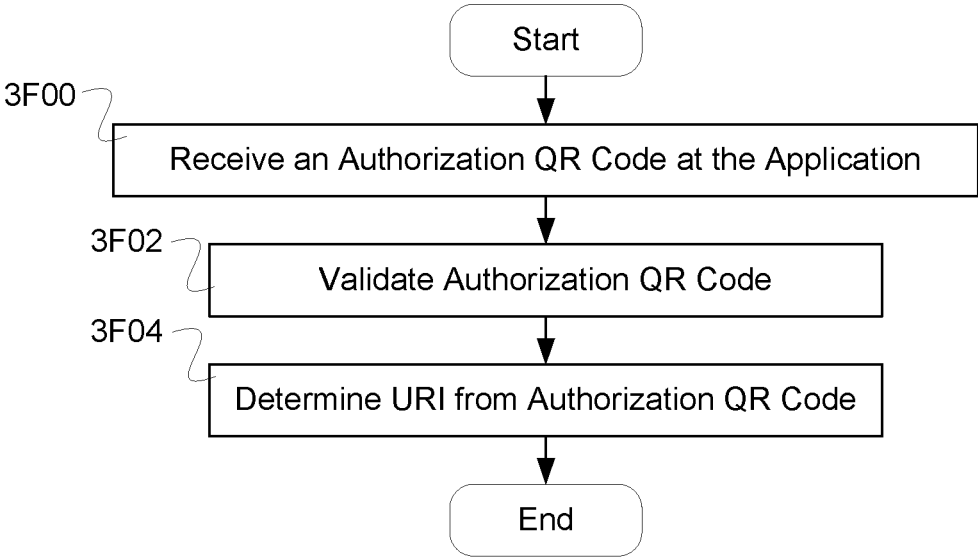 Start
3F00
Receive an Authorization QR Code at the Application
3F02
Validate Authorization QR Code
3F04
Determine URI from Authorization QR Code
End